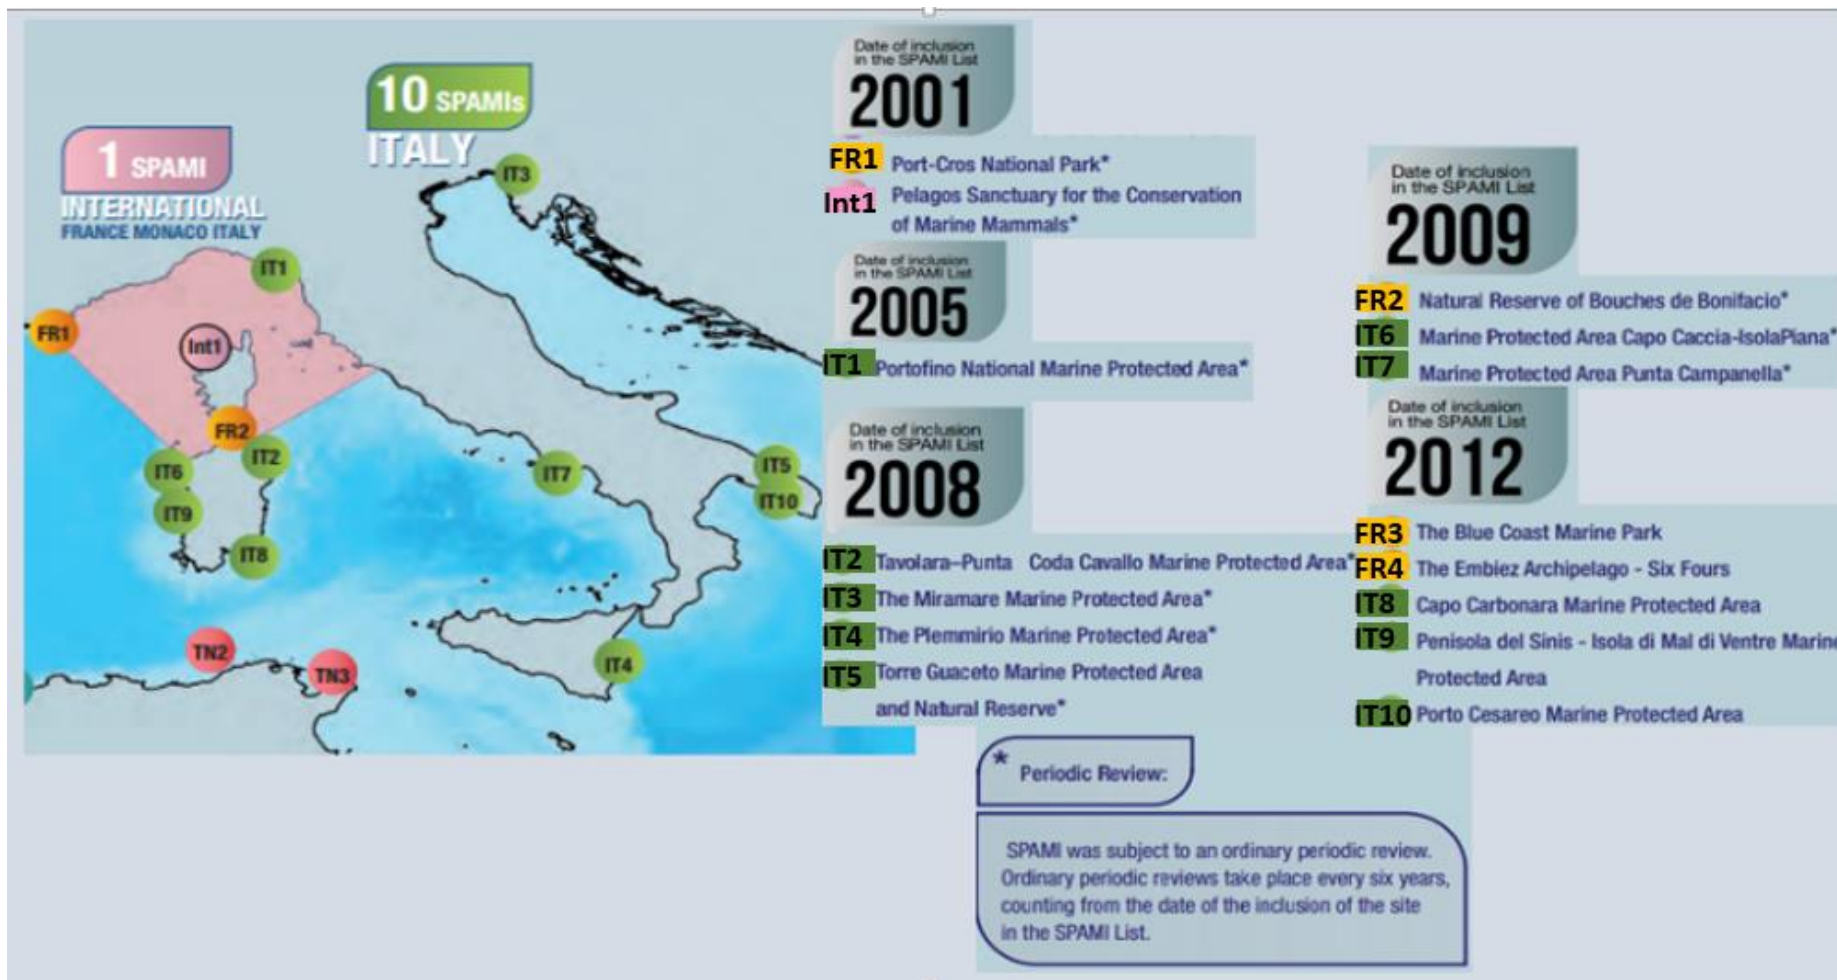 10 SPAMIs
ITALY
1 SPAMI
INTERNATIONAL
FRANCE MONACO ITALY
IT3
IT1
FR1
Int1
FR2
IT2
IT6
IT7
IT5
IT10
IT9
IT8
TN2
TN3
IT4
Date of inclusion
in the SPAMI List
2001
FR1 Port-Cros National Park*
Int1 Pelagos Sanctuary for the Conservation
of Marine Mammals*
Date of inclusion
in the SPAMI List
2005
IT1 Portofino National Marine Protected Area*
Date of inclusion
in the SPAMI List
2008
IT2 Tavolara–Punta Coda Cavallo Marine Protected Area*
IT3 The Miramare Marine Protected Area*
IT4 The Plemmirio Marine Protected Area*
IT5 Torre Guaceto Marine Protected Area
and Natural Reserve*
Date of inclusion
in the SPAMI List
2009
FR2 Natural Reserve of Bouches de Bonifacio*
IT6 Marine Protected Area Capo Caccia-IsolaPiana*
IT7 Marine Protected Area Punta Campanella*
Date of inclusion
in the SPAMI List
2012
FR3 The Blue Coast Marine Park
FR4 The Embiez Archipelago - Six Fours
IT8 Capo Carbonara Marine Protected Area
IT9 Penisola del Sinis - Isola di Mal di Ventre Marine
Protected Area
IT10 Porto Cesareo Marine Protected Area
* Periodic Review:
SPAMI was subject to an ordinary periodic review.
Ordinary periodic reviews take place every six years,
counting from the date of the inclusion of the site
in the SPAMI List.